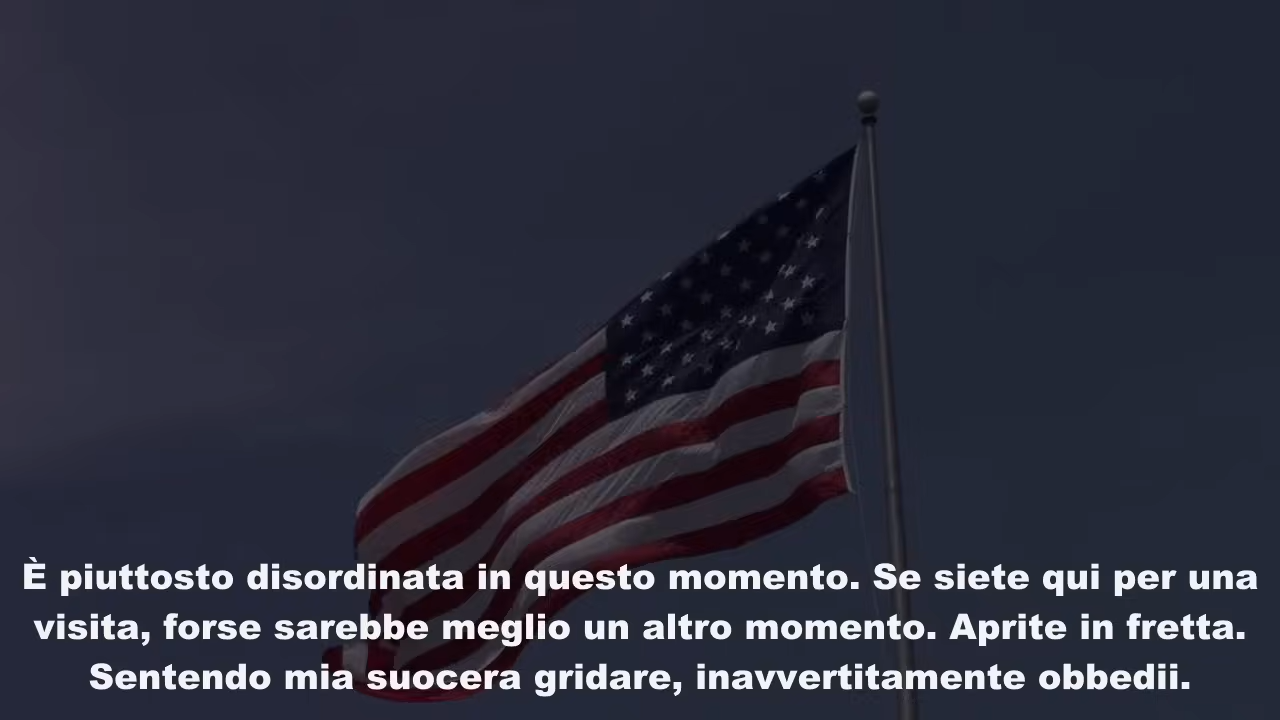 È piuttosto disordinata in questo momento. Se siete qui per una
visita, forse sarebbe meglio un altro momento. Aprite in fretta.
Sentendo mia suocera gridare, inavvertitamente obbedii.